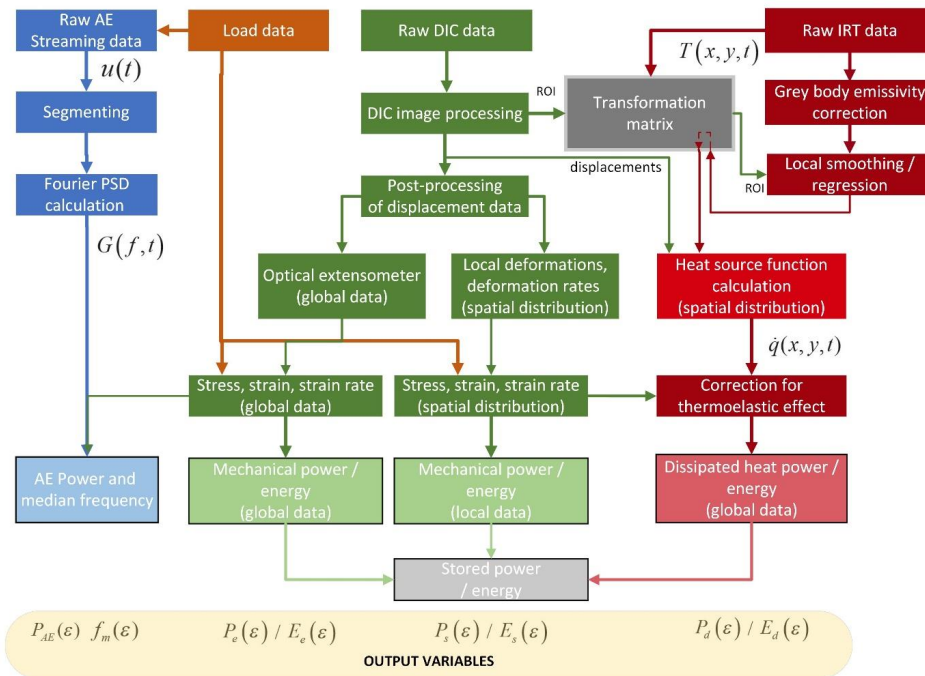 Raw AE
Streaming data
Load data
Raw DIC data
Raw IRT data
u(t)
T(x, y, t)
Segmenting
DIC image processing
ROI
Transformation
matrix
Grey body emissivity
correction
displacements
Local smoothing /
regression
ROI
Fourier PSD
calculation
Post-processing
of displacement data
G(f,t)
Optical extensometer
(global data)
Local deformations,
deformation rates
(spatial distribution)
Heat source function
calculation
(spatial distribution)
q̇(x, y, t)
Stress, strain, strain rate
(global data)
Stress, strain, strain rate
(spatial distribution)
Correction for
thermoelastic effect
AE Power and
median frequency
Mechanical power /
energy
(global data)
Mechanical power /
energy
(local data)
Dissipated heat power /
energy
(global data)
Stored power
/ energy
P_AE(ε) f_m(ε)
P_e(ε) / E_e(ε)
P_s(ε) / E_s(ε)
P_d(ε) / E_d(ε)
OUTPUT VARIABLES